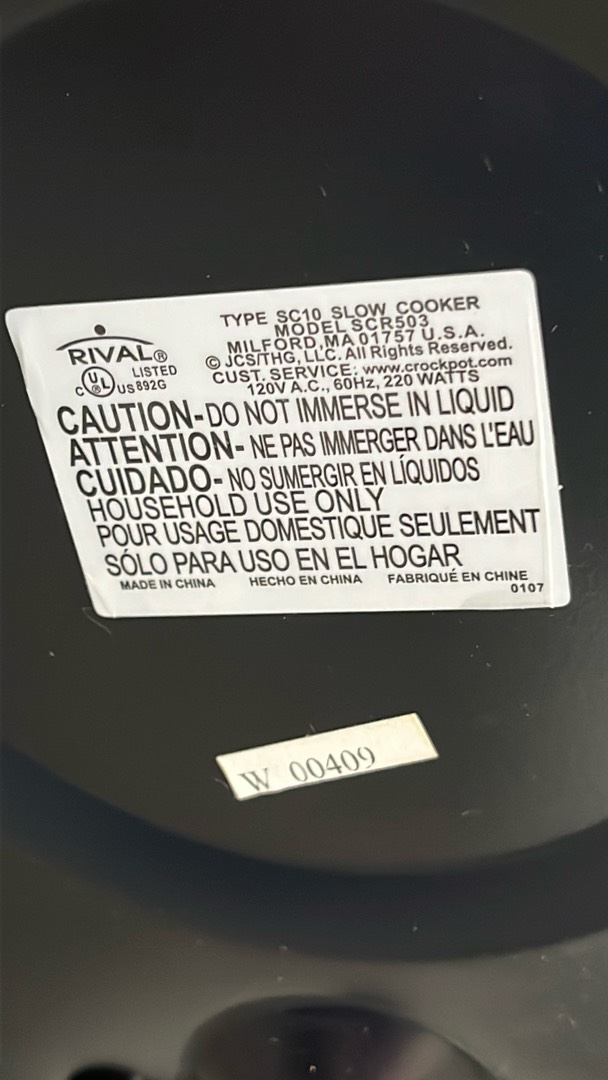 RIVAL®
C UL® US LISTED 892G
TYPE SC10 SLOW COOKER
MODEL SCR503
MILFORD, MA 01757 U.S.A.
© JCS/THG, LLC. All Rights Reserved.
CUST. SERVICE: www.crockpot.com
120V A.C., 60Hz, 220 WATTS
CAUTION-DO NOT IMMERSE IN LIQUID
ATTENTION- NE PAS IMMERGER DANS L'EAU
CUIDADO- NO SUMERGIR EN LÍQUIDOS
HOUSEHOLD USE ONLY
POUR USAGE DOMESTIQUE SEULEMENT
SÓLO PARA USO EN EL HOGAR
MADE IN CHINA HECHO EN CHINA FABRIQUÉ EN CHINE
0107
W 00409